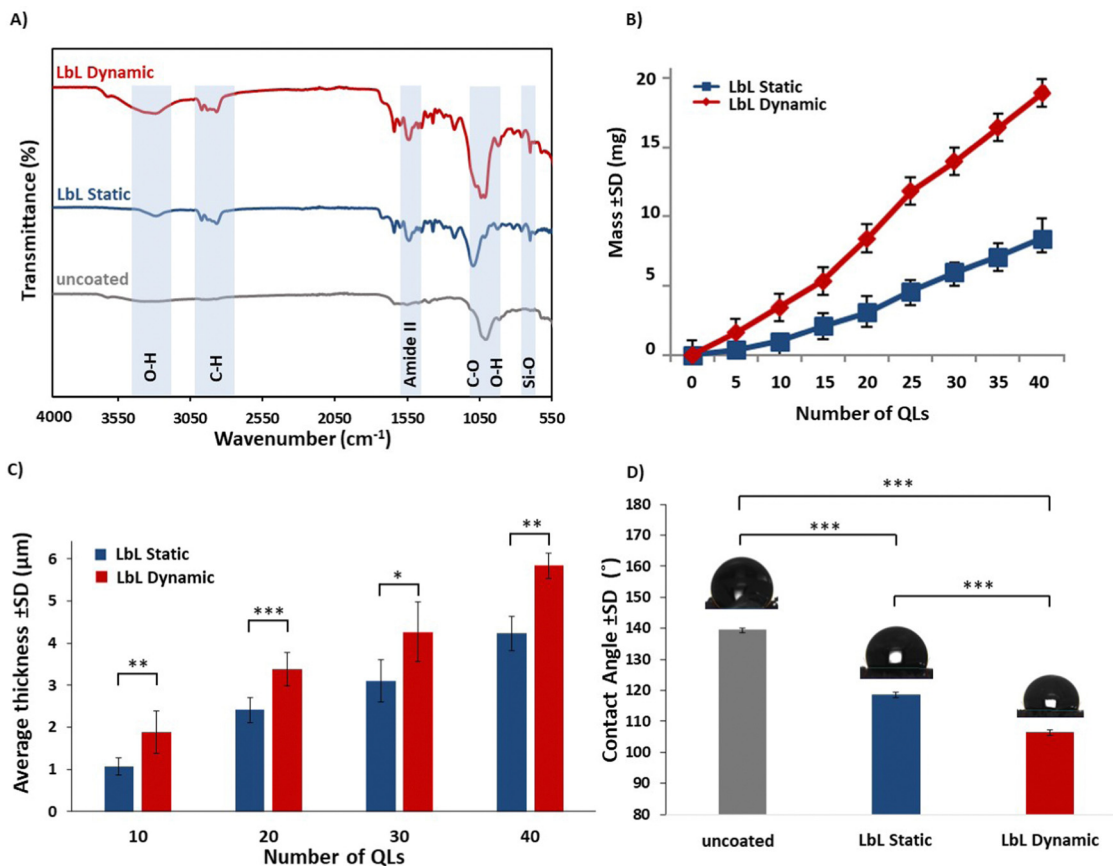 A)
LbL Dynamic
LbL Static
uncoated
Transmittance (%)
O-H
C-H
Amide II
C-O
O-H
Si-O
4000 3550 3050 2550 2050 1550 1050 550
Wavenumber (cm⁻¹)
B)
LbL Static
LbL Dynamic
Mass ±SD (mg)
20
15
10
5
0
0 5 10 15 20 25 30 35 40
Number of QLs
C)
LbL Static
LbL Dynamic
Average thickness ±SD (μm)
6
5
4
3
2
1
0
**
***
*
**
10 20 30 40
Number of QLs
D)
Contact Angle ±SD (°)
180
170
160
150
140
130
120
110
100
90
80
***
***
***
uncoated LbL Static LbL Dynamic